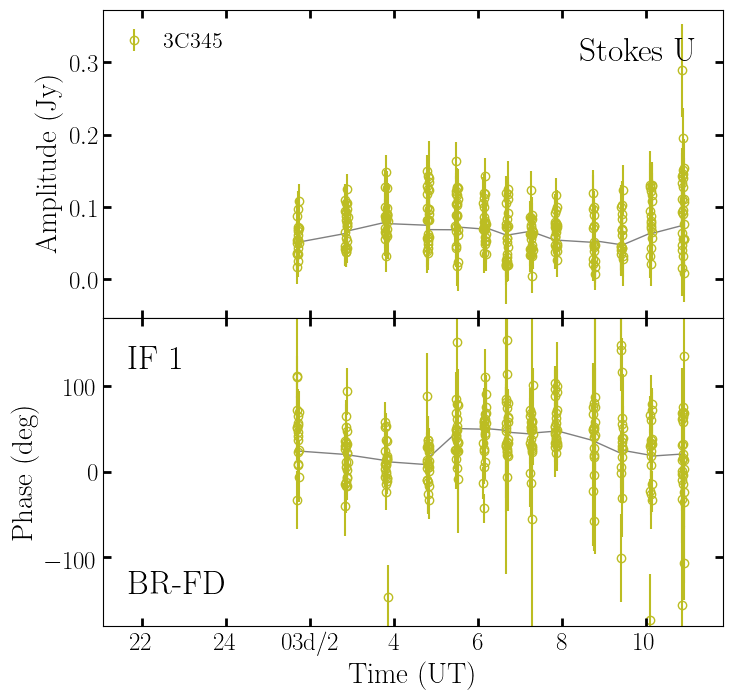 3C345
Stokes U
Amplitude (Jy)
0.3
0.2
0.1
0.0
IF 1
Phase (deg)
100
0
−100
BR-FD
22 24 03d/2 4 6 8 10
Time (UT)